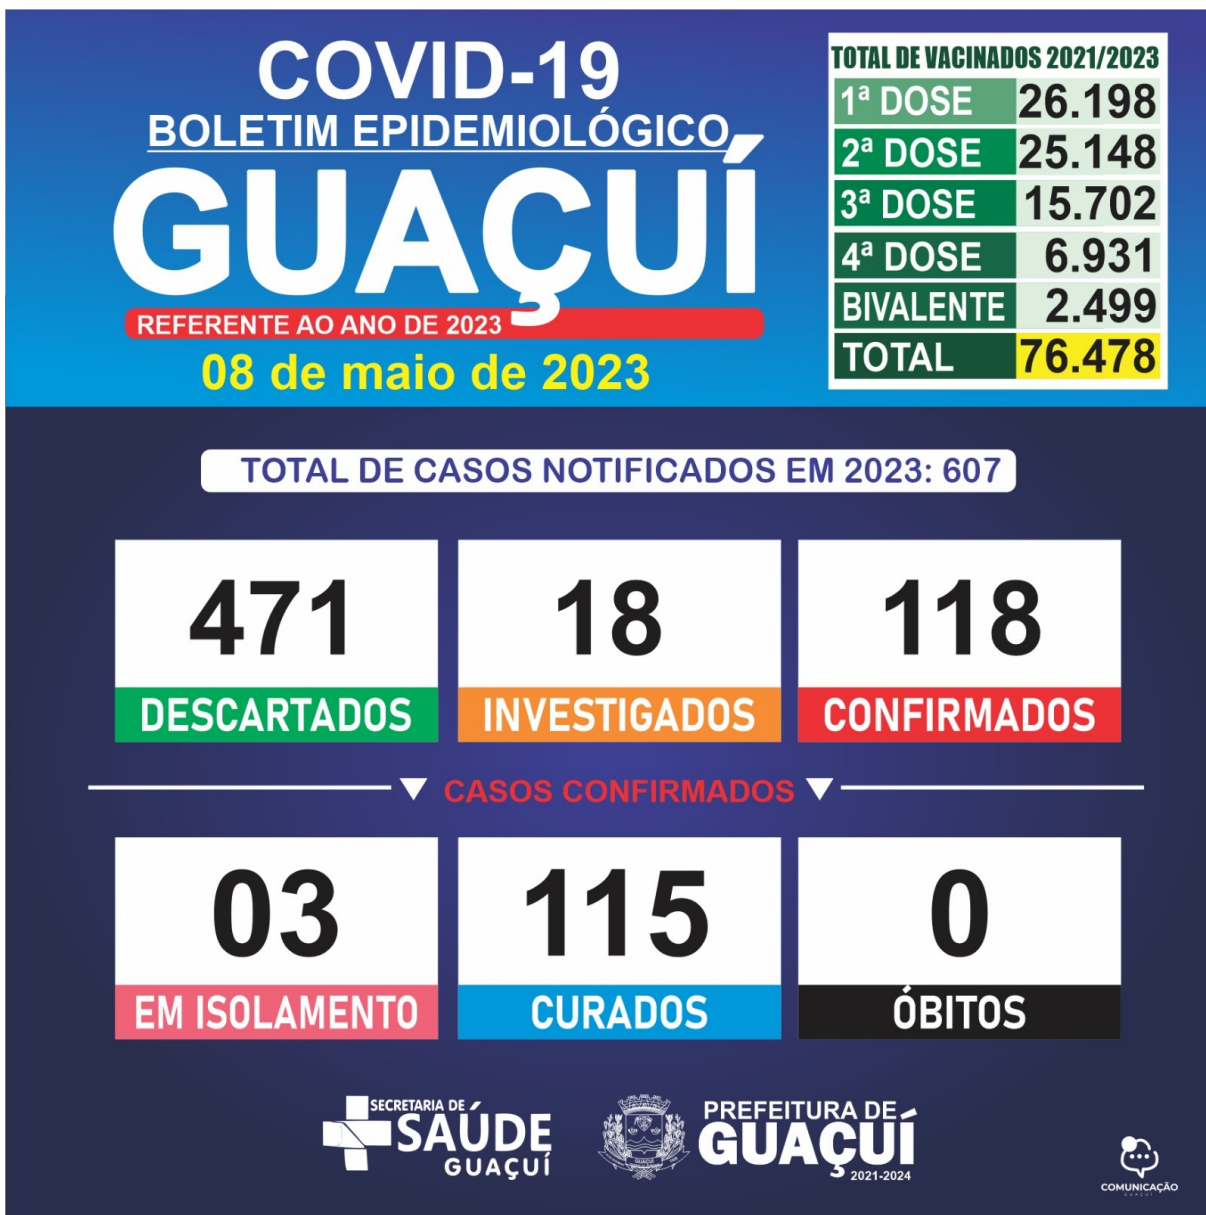 COVID-19
BOLETIM EPIDEMIOLÓGICO
GUAÇUÍ
REFERENTE AO ANO DE 2023
08 de maio de 2023
TOTAL DE VACINADOS 2021/2023
1ª DOSE 26.198
2ª DOSE 25.148
3ª DOSE 15.702
4ª DOSE 6.931
BIVALENTE 2.499
TOTAL 76.478
TOTAL DE CASOS NOTIFICADOS EM 2023: 607
471 18 118
DESCARTADOS INVESTIGADOS CONFIRMADOS
CASOS CONFIRMADOS
03 115 0
EM ISOLAMENTO CURADOS ÓBITOS
SECRETARIA DE
SAÚDE
GUAÇUÍ
PREFEITURA DE
GUAÇUÍ
2021-2024
COMUNICAÇÃO
GUAÇUÍ